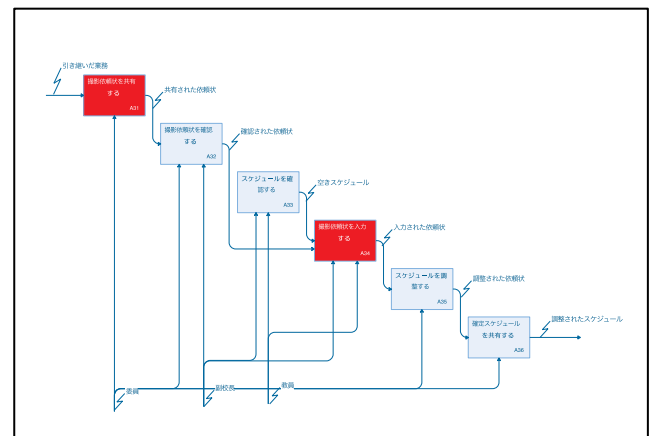 引き継いだ業務
撮影依頼状を共有
する
A31
共有された依頼状
撮影依頼状を確認
する
A32
確認された依頼状
スケジュールを確
認する
A33
空きスケジュール
撮影依頼状を入力
する
A34
入力された依頼状
スケジュールを調
整する
A35
調整された依頼状
確定スケジュール
を共有する
A36
調整されたスケジュール
委員
副校長
教員